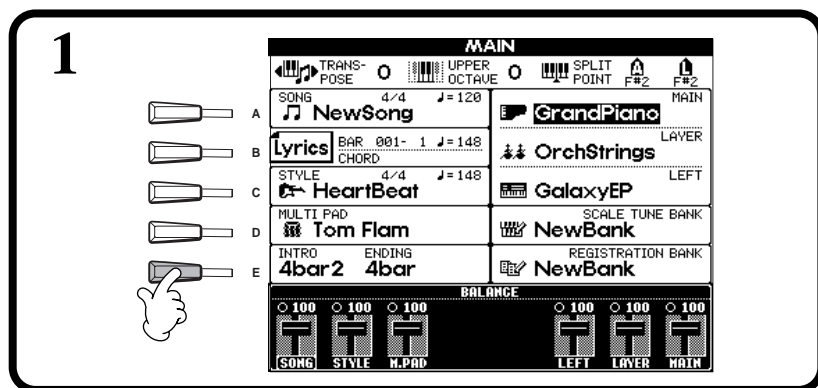 1
MAIN
TRANS-
POSE 0
UPPER
OCTAVE 0
SPLIT
POINT
A
F#2
L
F#2
A
SONG 4/4 ♩=120
NewSong
MAIN
GrandPiano
B
Lyrics BAR 001- 1 ♩=148
CHORD
LAYER
OrchStrings
C
STYLE 4/4 ♩=148
HeartBeat
LEFT
GalaxyEP
D
MULTI PAD
Tom Flam
SCALE TUNE BANK
NewBank
E
INTRO ENDING
4bar2 4bar
REGISTRATION BANK
NewBank
BALANCE
100 100 100 100 100 100
SONG STYLE M.PAD LEFT LAYER MAIN